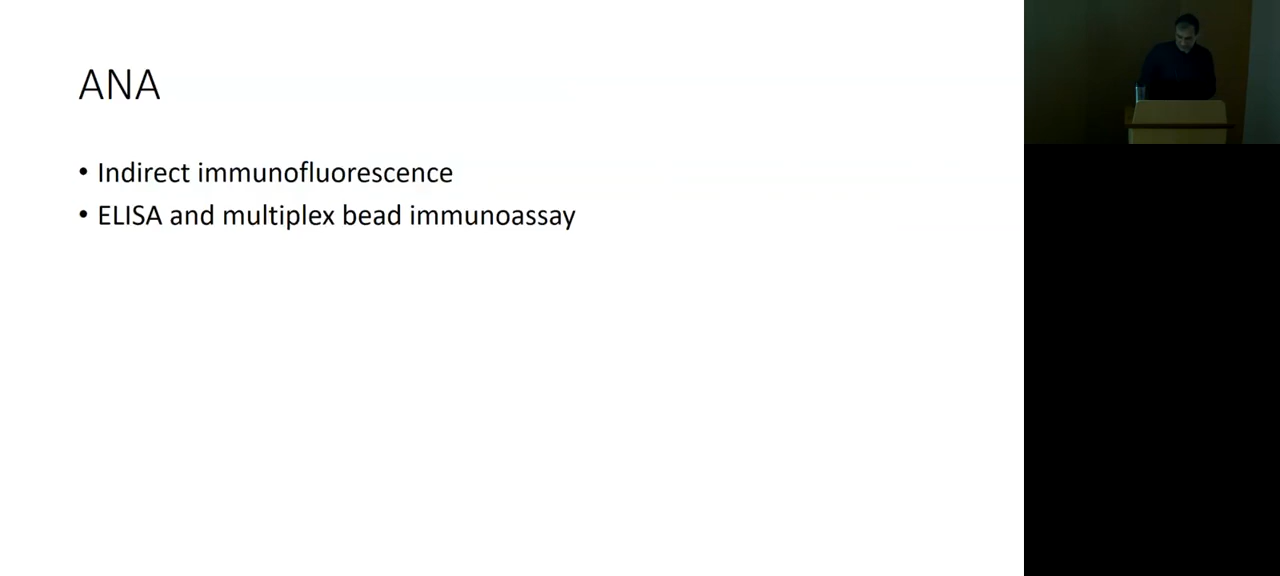 ANA
• Indirect immunofluorescence
• ELISA and multiplex bead immunoassay